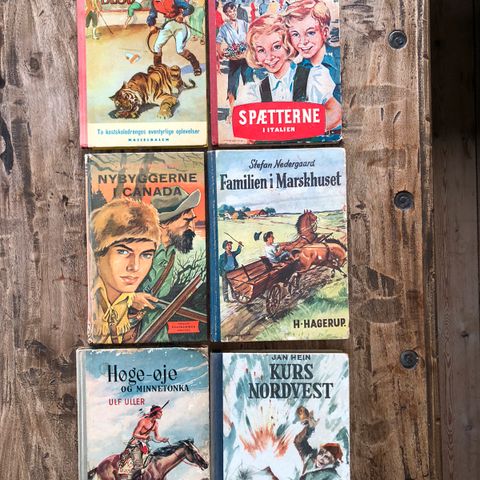 To kostskoledrenges eventyrlige oplevelser
SPÆTTERNE
I ITALIEN
NYBYGGERNE
I CANADA
Stefan Nedergaard
Familien i Marskhuset
H·HAGERUP.
Høge-øje
OG MINNETONKA
ULF ULLER
JAN HEIN
KURS
NORDVEST